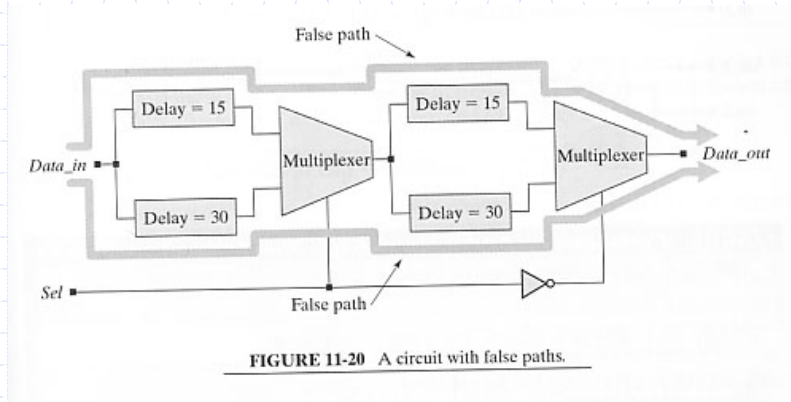 False path
Delay = 15
Delay = 15
Data_in
Multiplexer
Multiplexer
Data_out
Delay = 30
Delay = 30
Sel
False path
FIGURE 11-20 A circuit with false paths.